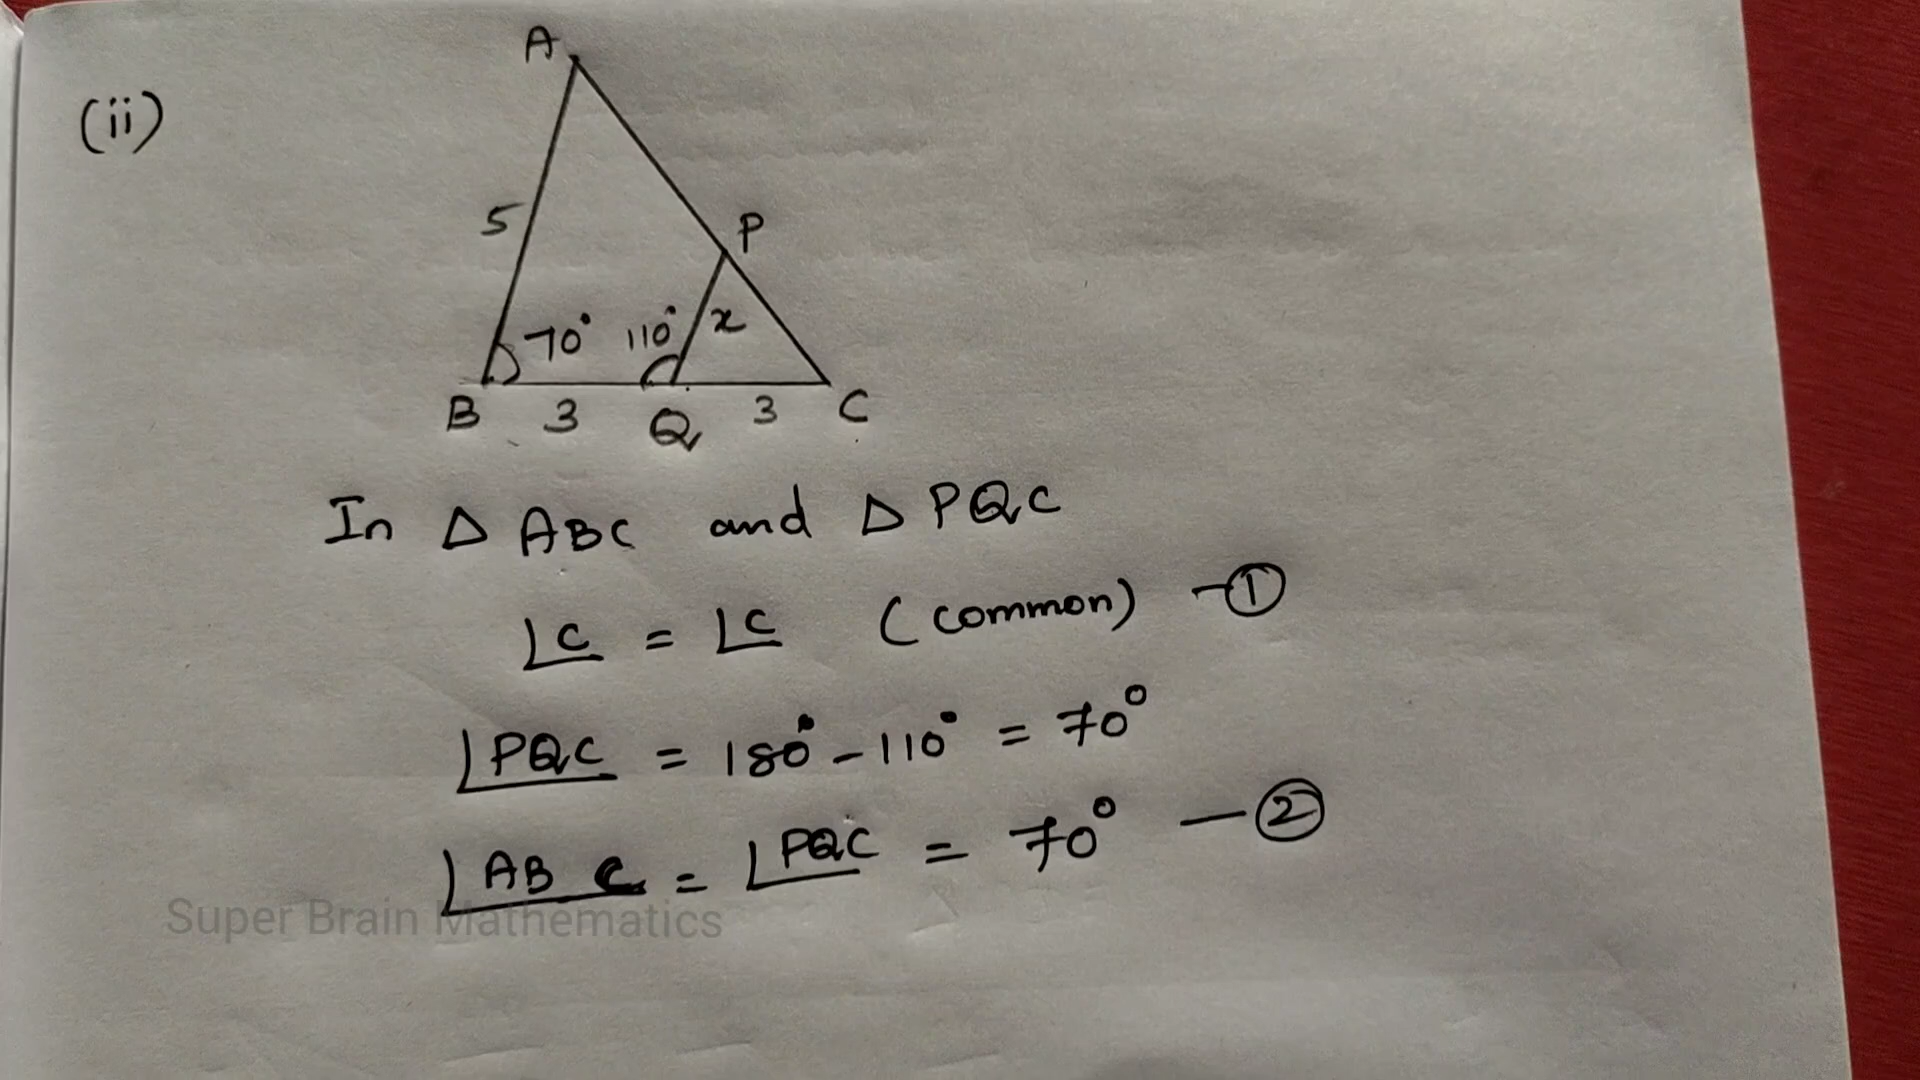 (ii)
A
5
P
70° 110° x
B 3 Q 3 C
In Δ ABC and Δ PQC
∠C = ∠C (common) -①
∠PQC = 180° - 110° = 70°
∠ABC = ∠PQC = 70° -②
Super Brain Mathematics